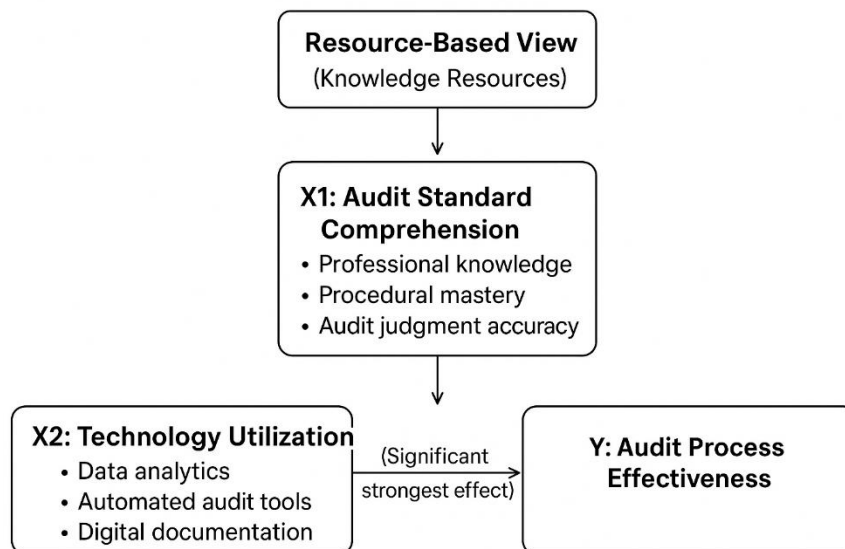 Resource-Based View
(Knowledge Resources)
X1: Audit Standard
Comprehension
• Professional knowledge
• Procedural mastery
• Audit judgment accuracy
X2: Technology Utilization
• Data analytics
• Automated audit tools
• Digital documentation
(Significant
strongest effect)
Y: Audit Process
Effectiveness